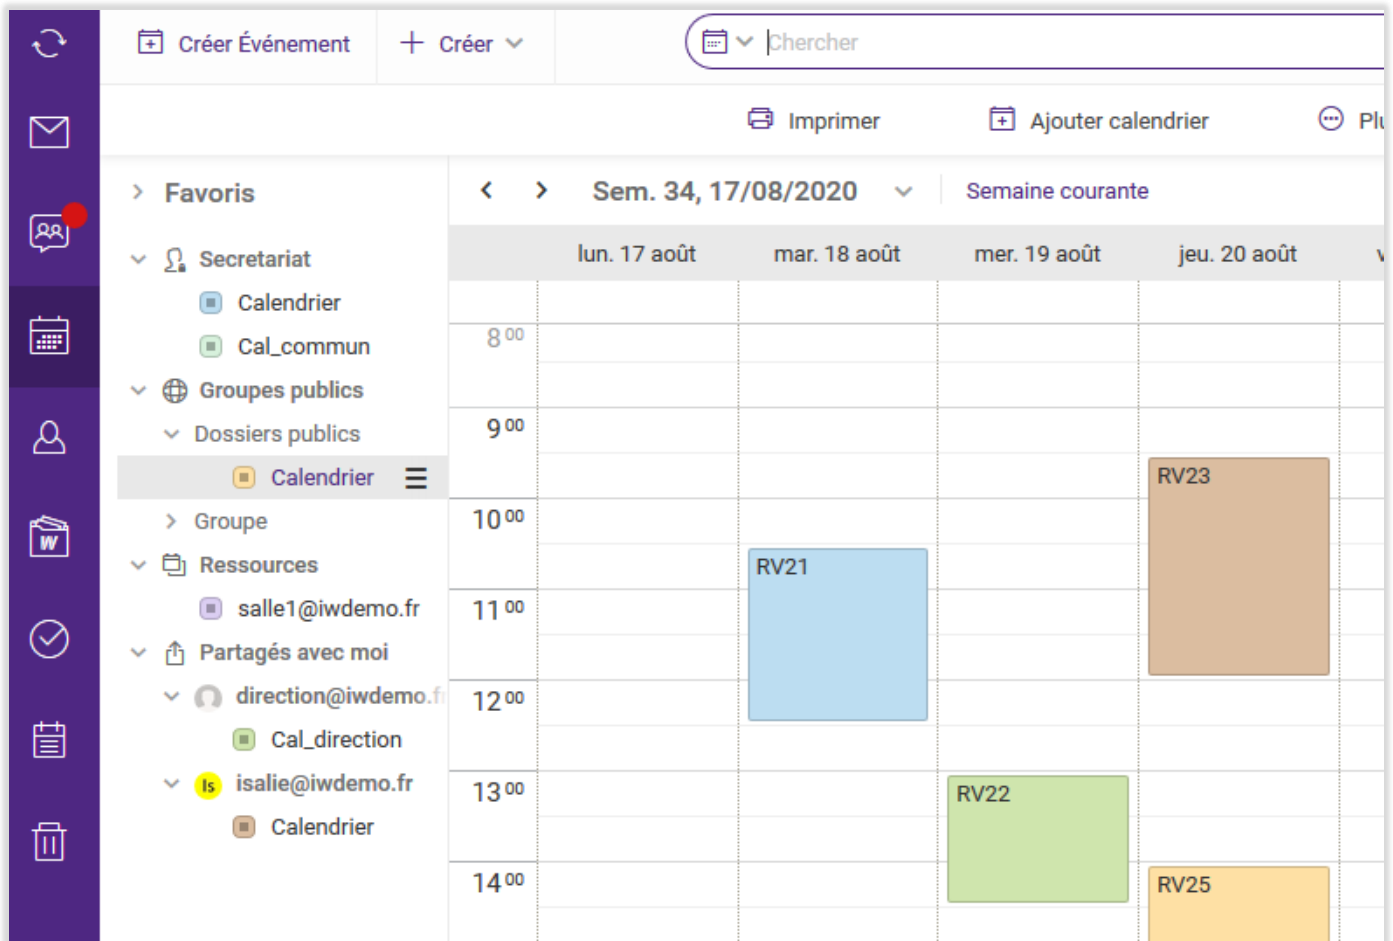 Créer Événement
Créer
Chercher
Imprimer
Ajouter calendrier
Favoris
Sem. 34, 17/08/2020
Semaine courante
lun. 17 août
mar. 18 août
mer. 19 août
jeu. 20 août
Secretariat
Calendrier
Cal_commun
Groupes publics
Dossiers publics
Calendrier
Groupe
Ressources
salle1@iwdemo.fr
Partagés avec moi
direction@iwdemo.f
Cal_direction
Is isalie@iwdemo.fr
Calendrier
W
8 00
9 00
RV23
10 00
RV21
11 00
12 00
13 00
RV22
14 00
RV25